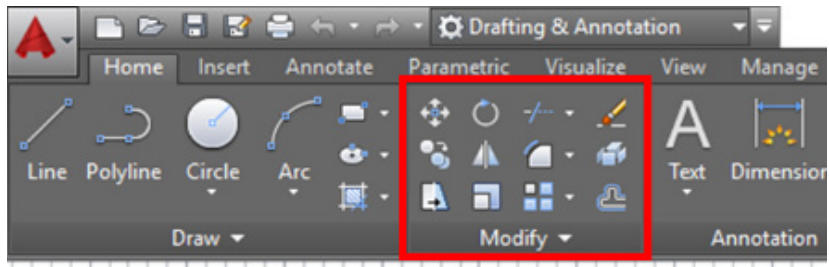 Drafting & Annotation
Home Insert Annotate Parametric Visualize View Manage
Line Polyline Circle Arc Text Dimension
Draw Modify Annotation